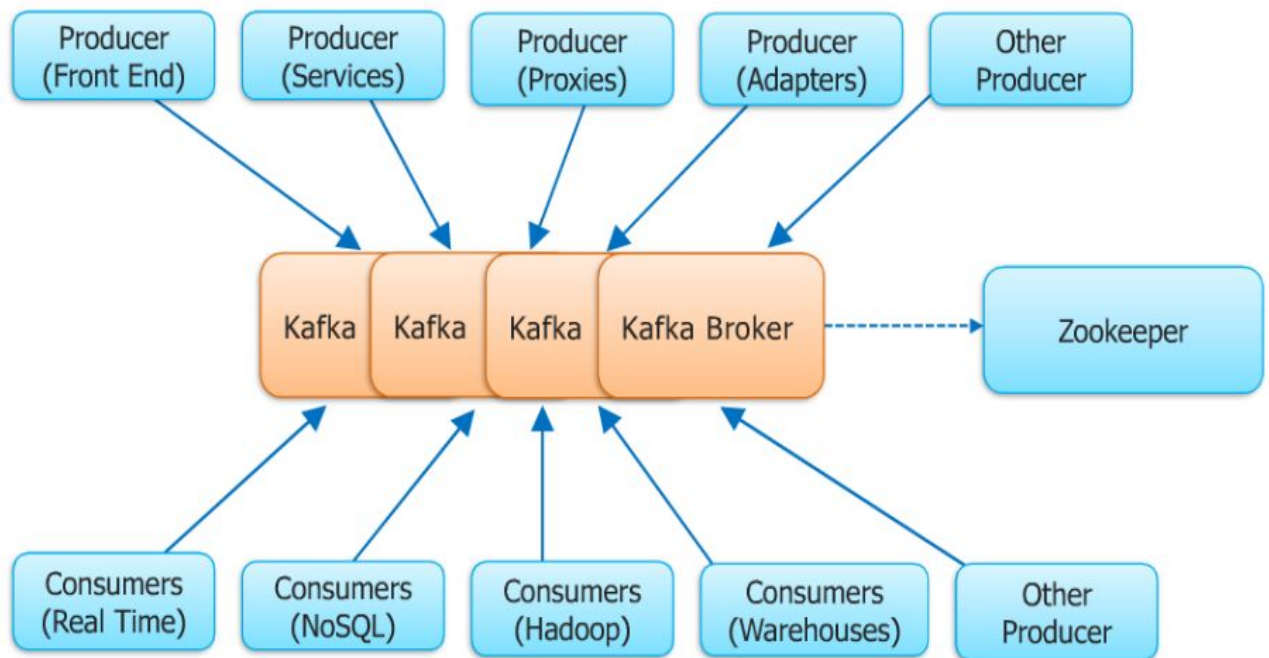 Producer
(Front End)
Producer
(Services)
Producer
(Proxies)
Producer
(Adapters)
Other
Producer
Kafka
Kafka
Kafka
Kafka Broker
Zookeeper
Consumers
(Real Time)
Consumers
(NoSQL)
Consumers
(Hadoop)
Consumers
(Warehouses)
Other
Producer